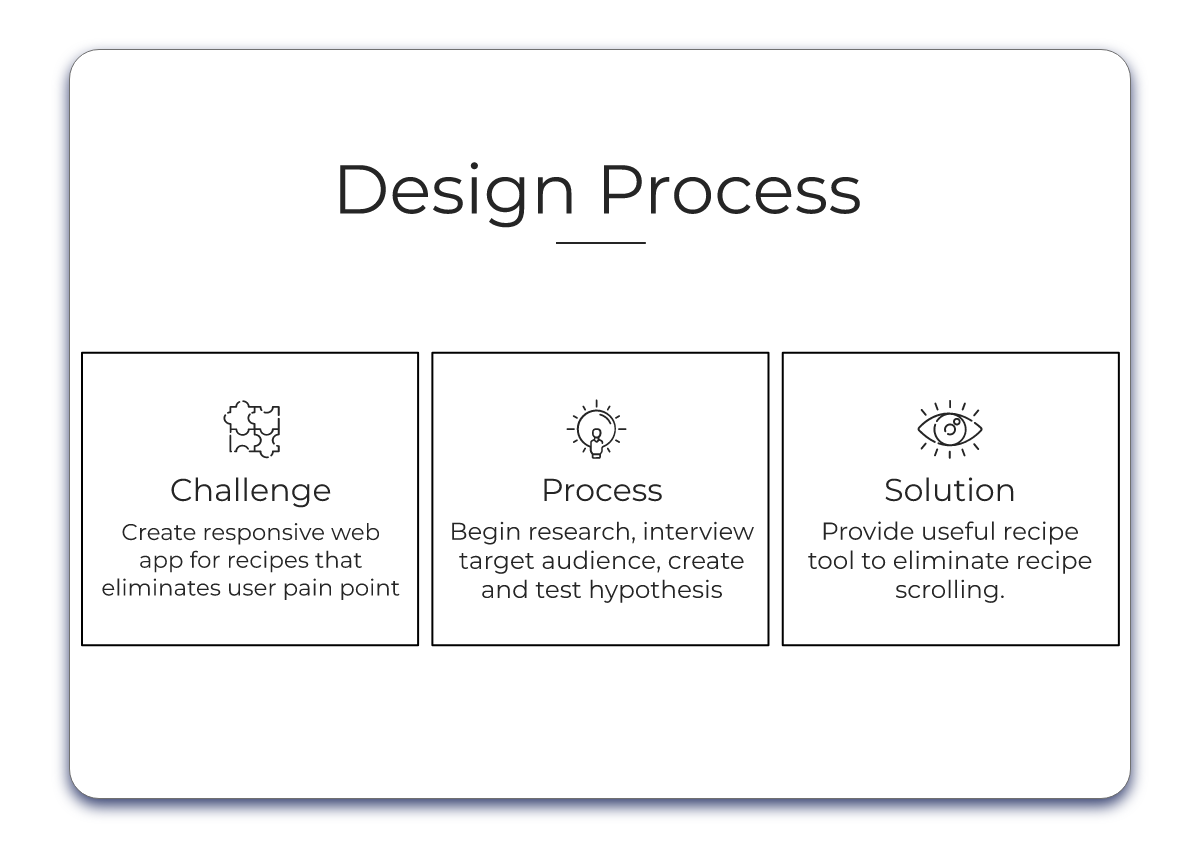 Design Process
Challenge
Create responsive web
app for recipes that
eliminates user pain point
Process
Begin research, interview
target audience, create
and test hypothesis
Solution
Provide useful recipe
tool to eliminate recipe
scrolling.